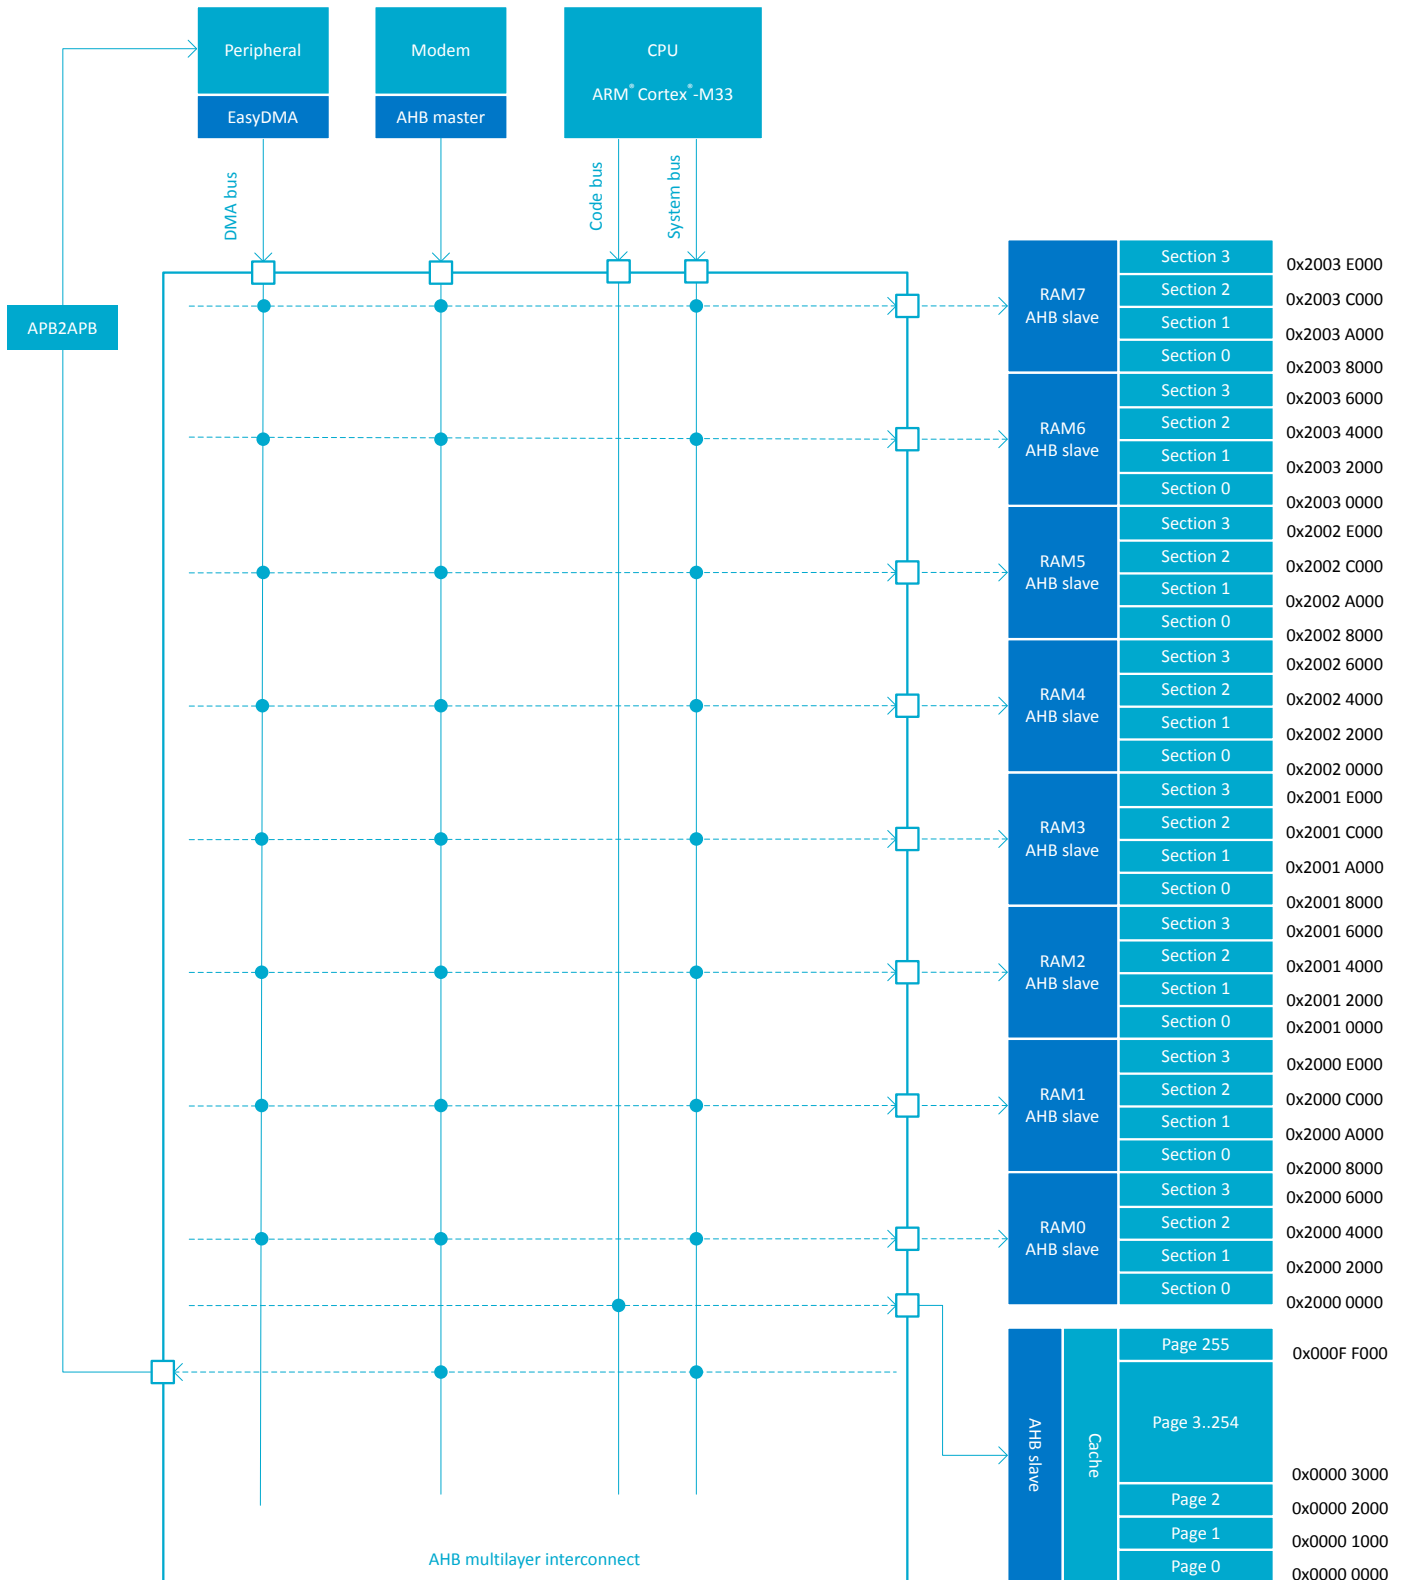 Peripheral
EasyDMA
Modem
AHB master
CPU
ARM® Cortex®-M33
DMA bus
Code bus
System bus
APB2APB
RAM7
AHB slave
Section 3
0x2003 E000
Section 2
0x2003 C000
Section 1
0x2003 A000
Section 0
0x2003 8000
RAM6
AHB slave
Section 3
0x2003 6000
Section 2
0x2003 4000
Section 1
0x2003 2000
Section 0
0x2003 0000
RAM5
AHB slave
Section 3
0x2002 E000
Section 2
0x2002 C000
Section 1
0x2002 A000
Section 0
0x2002 8000
RAM4
AHB slave
Section 3
0x2002 6000
Section 2
0x2002 4000
Section 1
0x2002 2000
Section 0
0x2002 0000
RAM3
AHB slave
Section 3
0x2001 E000
Section 2
0x2001 C000
Section 1
0x2001 A000
Section 0
0x2001 8000
RAM2
AHB slave
Section 3
0x2001 6000
Section 2
0x2001 4000
Section 1
0x2001 2000
Section 0
0x2001 0000
RAM1
AHB slave
Section 3
0x2000 E000
Section 2
0x2000 C000
Section 1
0x2000 A000
Section 0
0x2000 8000
RAM0
AHB slave
Section 3
0x2000 6000
Section 2
0x2000 4000
Section 1
0x2000 2000
Section 0
0x2000 0000
AHB slave
Cache
Page 255
0x000F F000
Page 3..254
0x0000 3000
Page 2
0x0000 2000
Page 1
0x0000 1000
Page 0
0x0000 0000
AHB multilayer interconnect